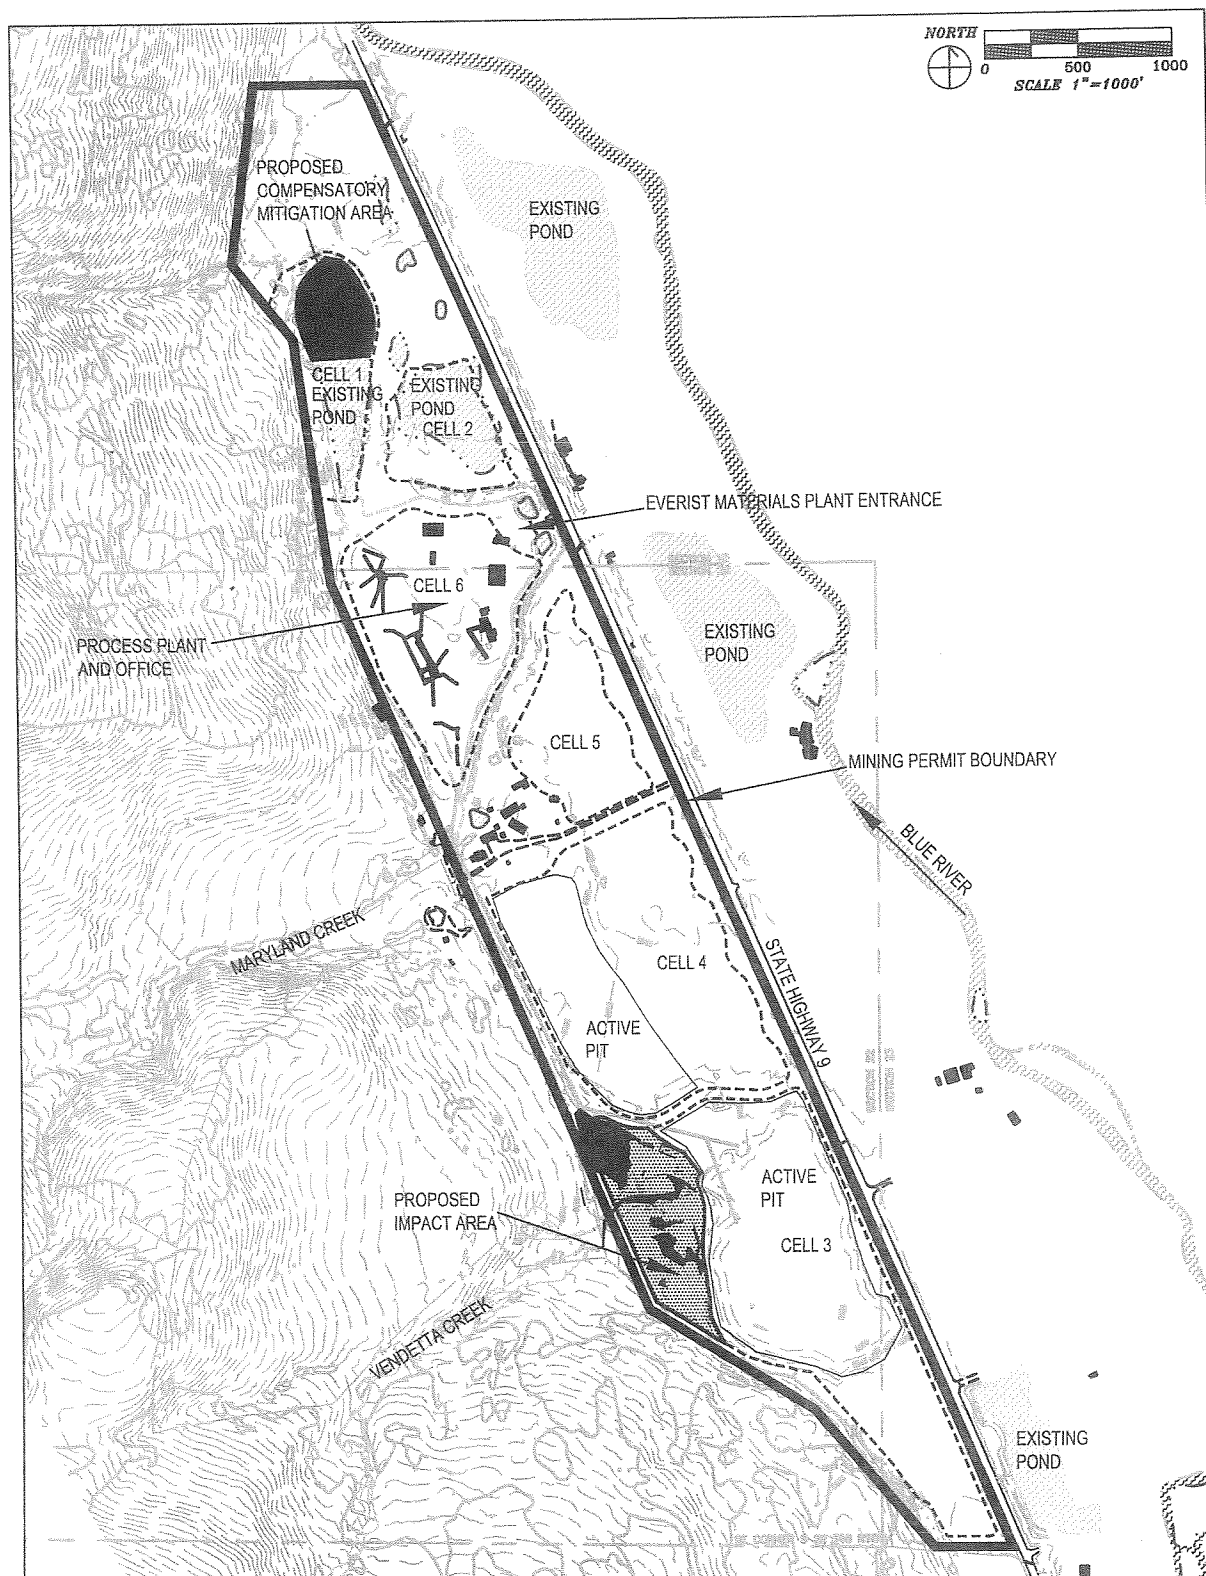 NORTH
0 500 1000
SCALE 1"=1000'
PROPOSED
COMPENSATORY
MITIGATION AREA
EXISTING
POND
CELL 1
EXISTING
POND
EXISTING
POND
CELL 2
EVERIST MATERIALS PLANT ENTRANCE
CELL 6
PROCESS PLANT
AND OFFICE
EXISTING
POND
CELL 5
MINING PERMIT BOUNDARY
BLUE RIVER
MARYLAND CREEK
CELL 4
STATE HIGHWAY 9
ACTIVE
PIT
ACTIVE
PIT
PROPOSED
IMPACT AREA
CELL 3
VENDETTA CREEK
EXISTING
POND